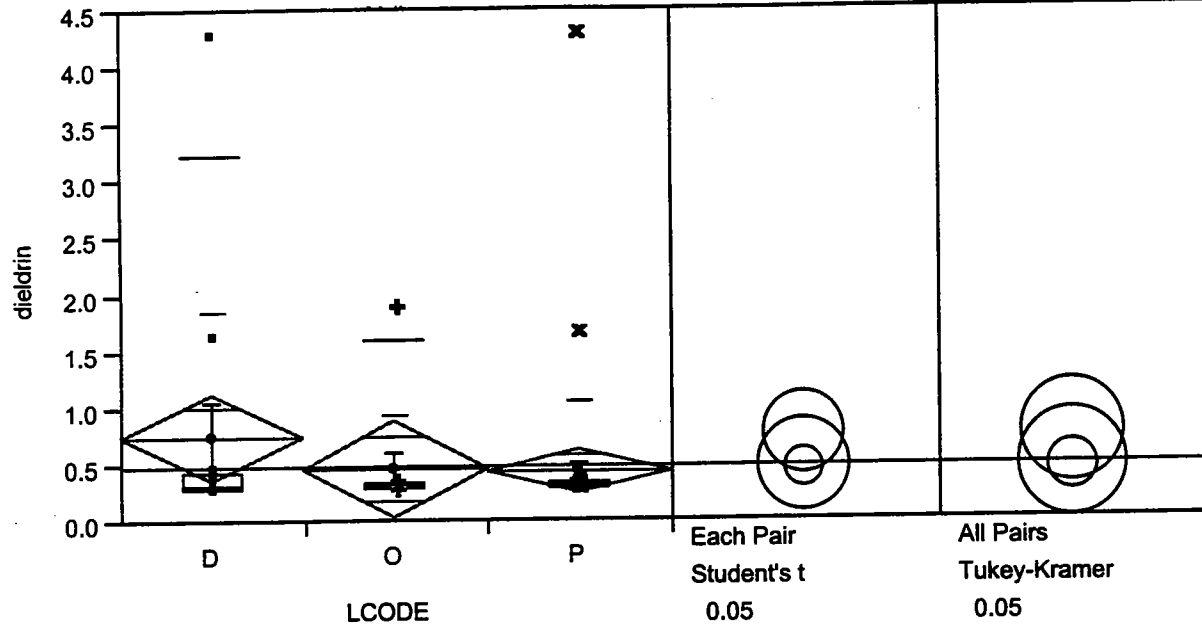 4.5
4.0
3.5
3.0
2.5
2.0
1.5
1.0
0.5
0.0
dieldrin
D
O
P
LCODE
Each Pair
Student's t
0.05
All Pairs
Tukey-Kramer
0.05